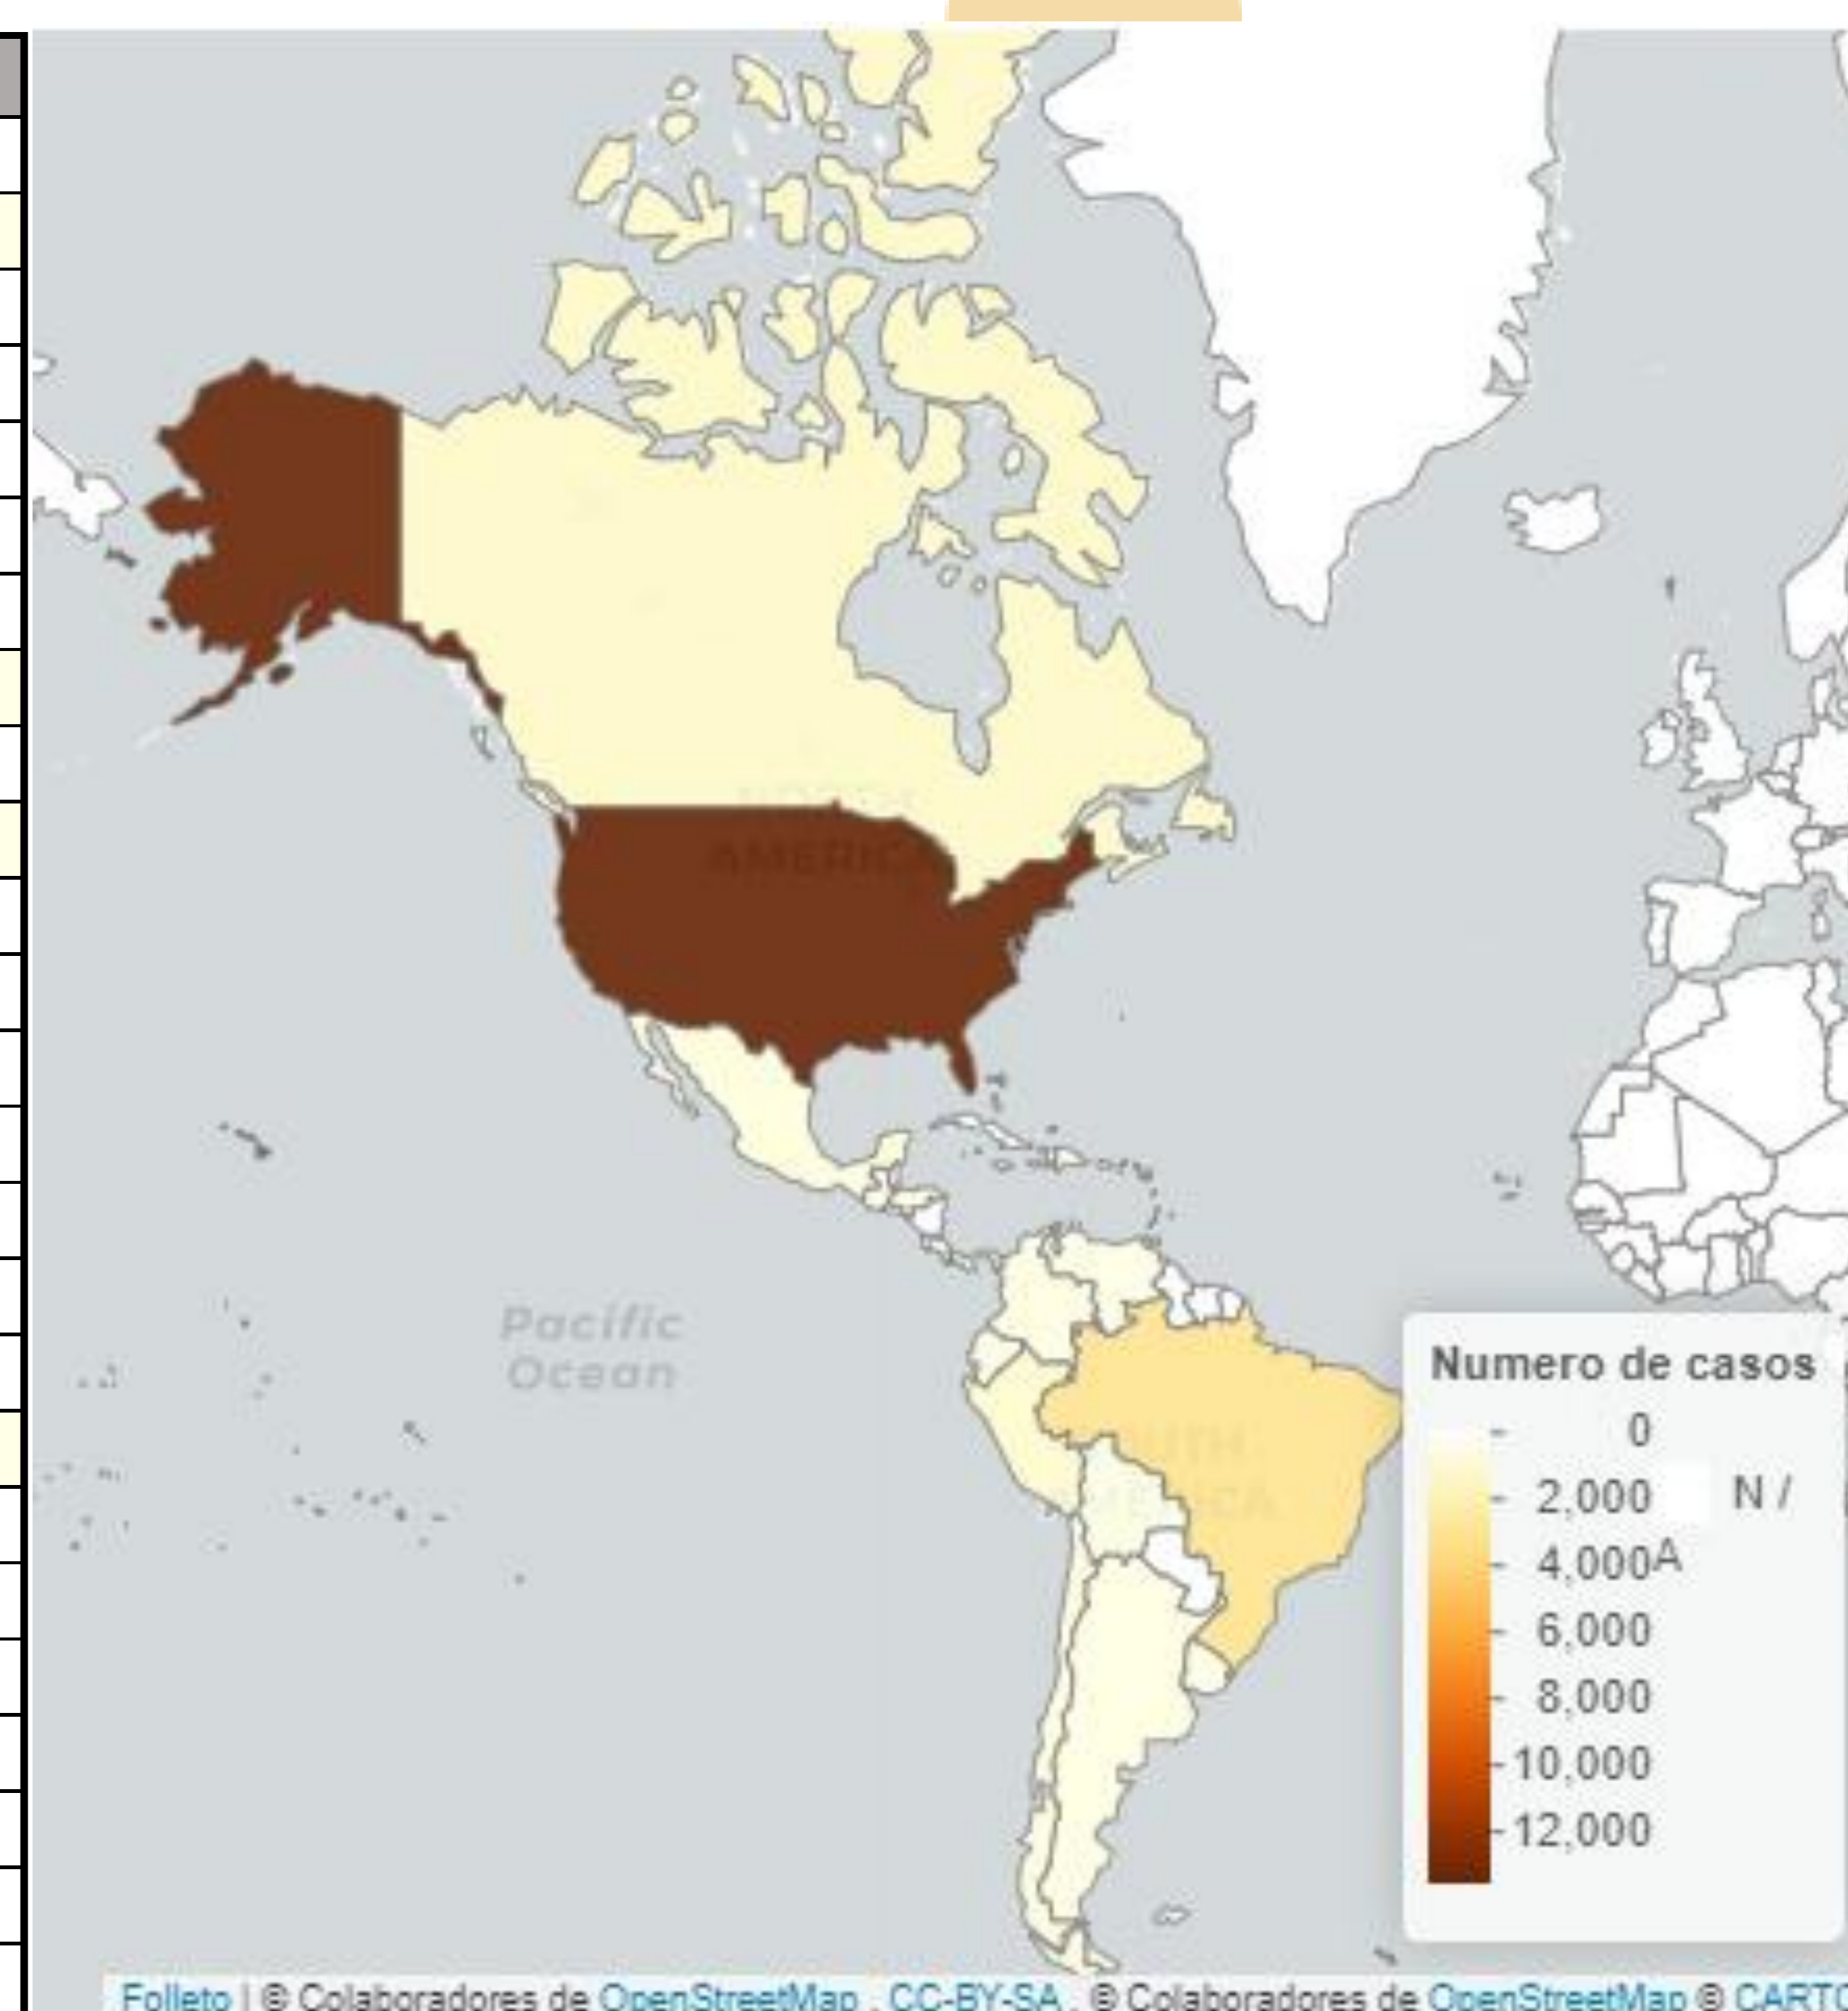 AMERICA
Pacific
Ocean
Numero de casos
0
2,000 N /
4,000A
6,000
8,000
10,000
12,000
Folleto | © Colaboradores de OpenStreetMap , CC-BY-SA , © Colaboradores de OpenStreetMap ©